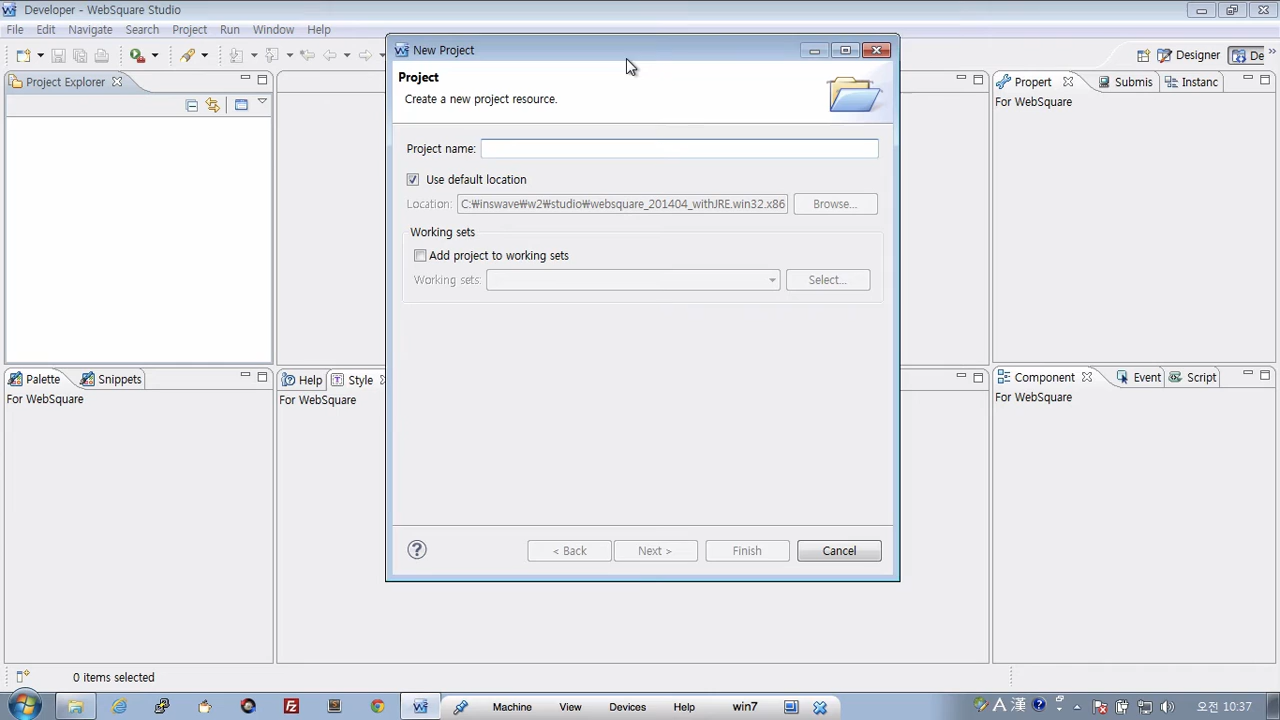 Developer - WebSquare Studio
File Edit Navigate Search Project Run Window Help
Designer
De
Project Explorer
Propert
Submis
Instanc
For WebSquare
New Project
Project
Create a new project resource.
Project name:
Use default location
Location: C:₩inswave₩w2₩studio₩websquare_201404_withJRE.win32.x86 Browse...
Working sets
Add project to working sets
Working sets: Select...
< Back Next > Finish Cancel
Palette Snippets
For WebSquare
Help Style
For WebSquare
Component Event Script
For WebSquare
0 items selected
Machine View Devices Help win7
A 漢
오전 10:37